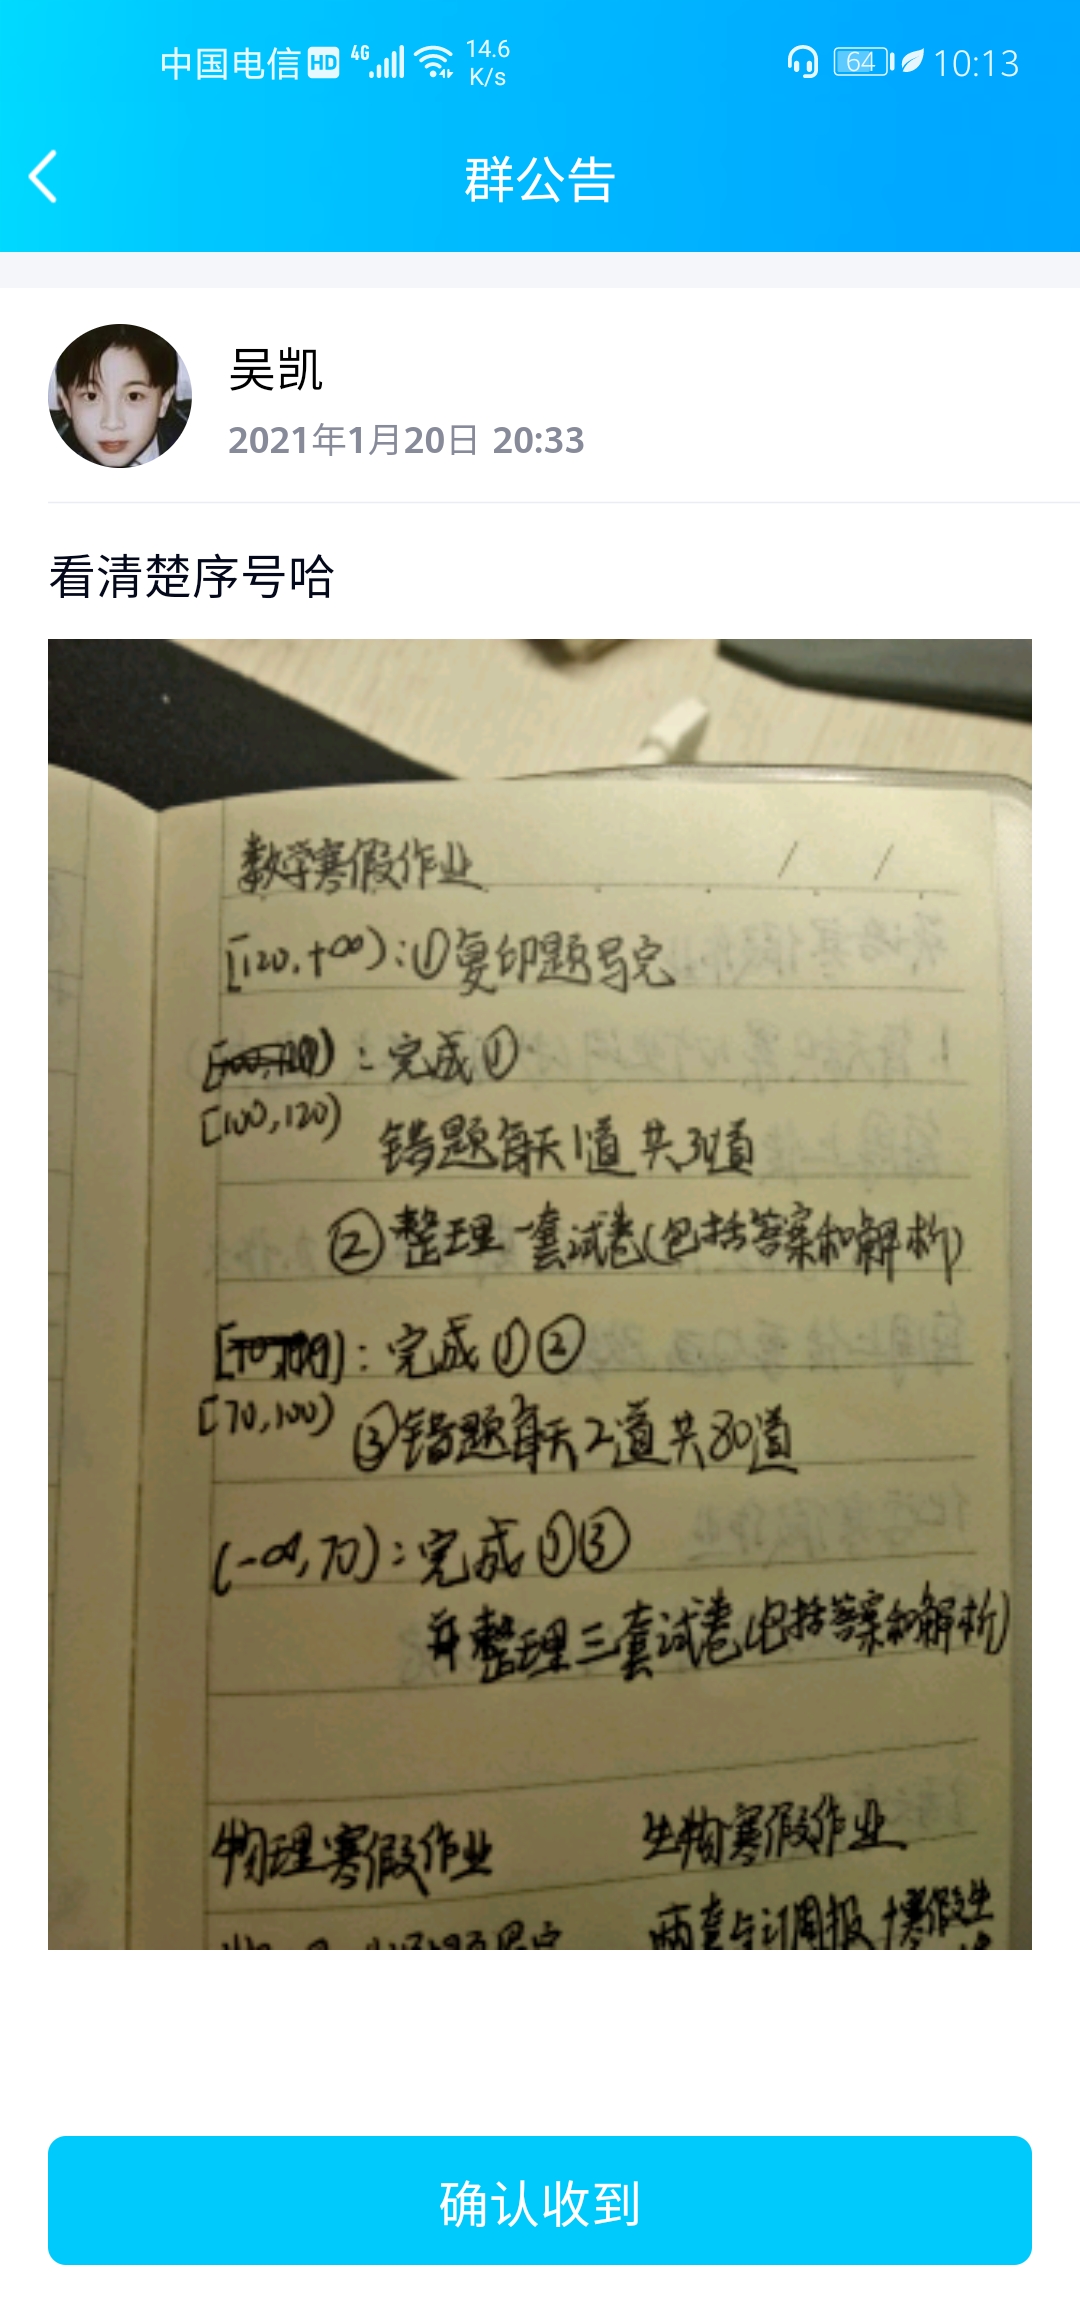 中国电信 HD 4G 14.6 K/s 64 10:13
群公告
吴凯
2021年1月20日 20:33
看清楚序号哈
数学寒假作业 / /
[120,+∞):①复印题写完
: 完成①
[100,120)
错题每天1道 共30道
②整理一套试卷(包括答案和解析)
: 完成①②
[70,100)
③错题每天2道共80道
(-∞,70):完成①③
并整理三套试卷(包括答案和解析)
物理寒假作业 生物寒假作业
两套与订周报+寒假生
确认收到